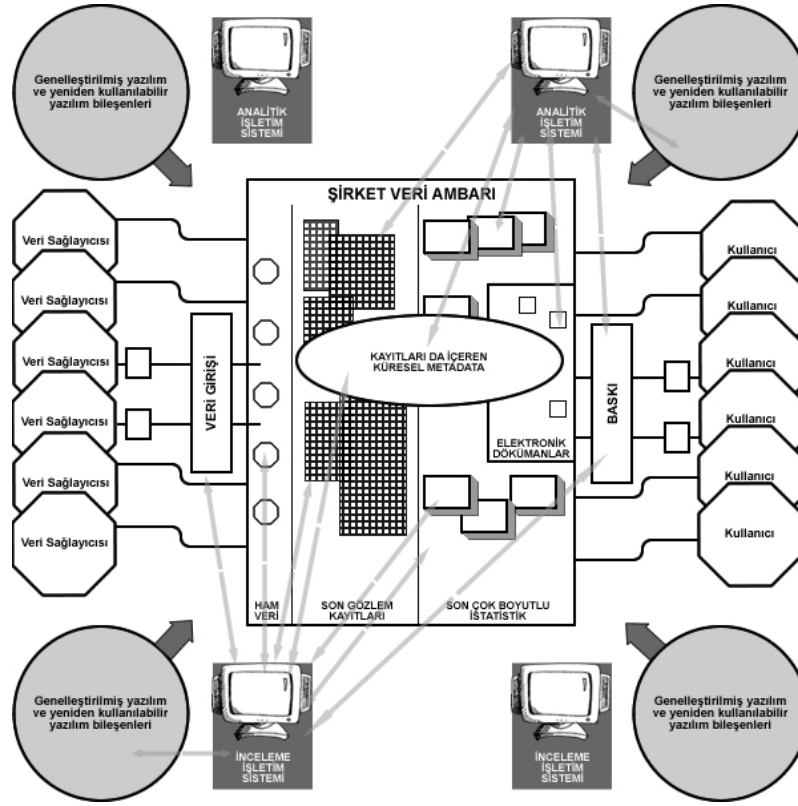 Genelleştirilmiş yazılım
ve yeniden kullanılabilir
yazılım bileşenleri
ANALİTİK
İŞLETİM
SİSTEMİ
ANALİTİK
İŞLETİM
SİSTEMİ
Genelleştirilmiş yazılım
ve yeniden kullanılabilir
yazılım bileşenleri
ŞİRKET VERİ AMBARI
Veri Sağlayıcısı
Veri Sağlayıcısı
Veri Sağlayıcısı
Veri Sağlayıcısı
Veri Sağlayıcısı
Veri Sağlayıcısı
VERİ GİRİŞİ
KAYITLARI DA İÇEREN
KÜRESEL METADATA
ELEKTRONİK
DÖKÜMANLAR
BASKI
Kullanıcı
Kullanıcı
Kullanıcı
Kullanıcı
Kullanıcı
Kullanıcı
HAM
VERİ
SON GÖZLEM
KAYITLARI
SON ÇOK BOYUTLU
İSTATİSTİK
Genelleştirilmiş yazılım
ve yeniden kullanılabilir
yazılım bileşenleri
İNCELEME
İŞLETİM
SİSTEMİ
İNCELEME
İŞLETİM
SİSTEMİ
Genelleştirilmiş yazılım
ve yeniden kullanılabilir
yazılım bileşenleri